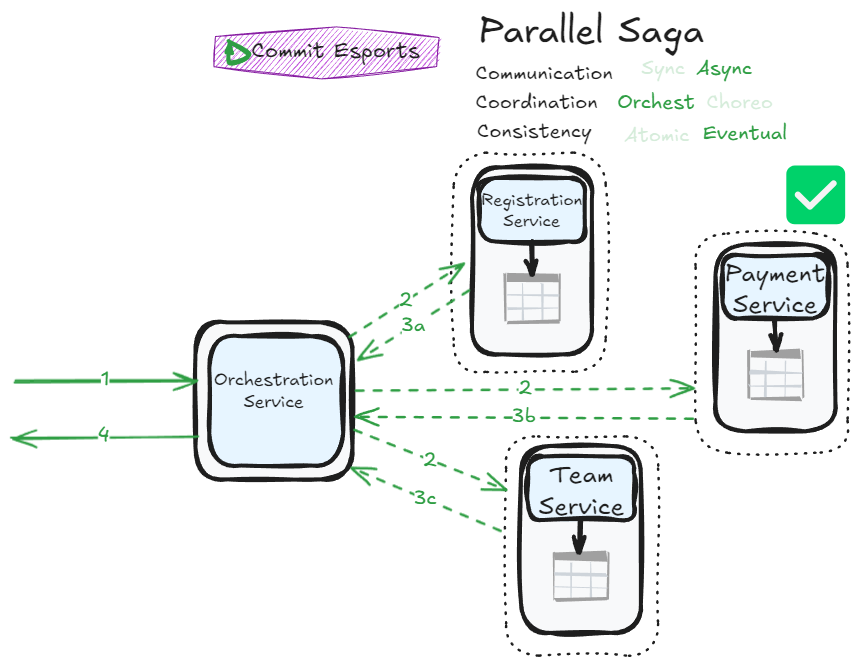 Commit Esports
Parallel Saga
Communication Sync Async
Coordination Orchest Choreo
Consistency Atomic Eventual
Registration
Service
Payment
Service
2
3a
Orchestration
Service
1
2
3b
4
2
3c
Team
Service